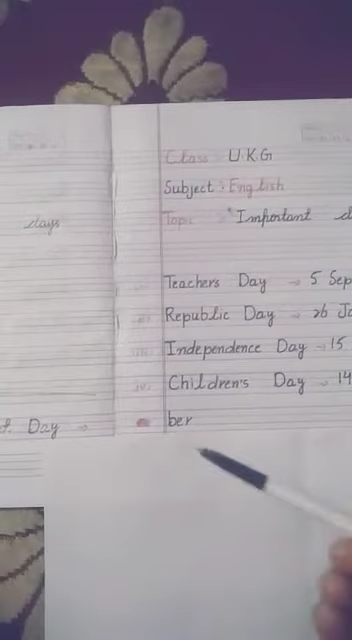 Class U.K.G
Subject : English
Topic : Important d
days
Teachers Day → 5 Sep
Republic Day → 26 Ja
Independence Day → 15
Children's Day → 14
Day → ber